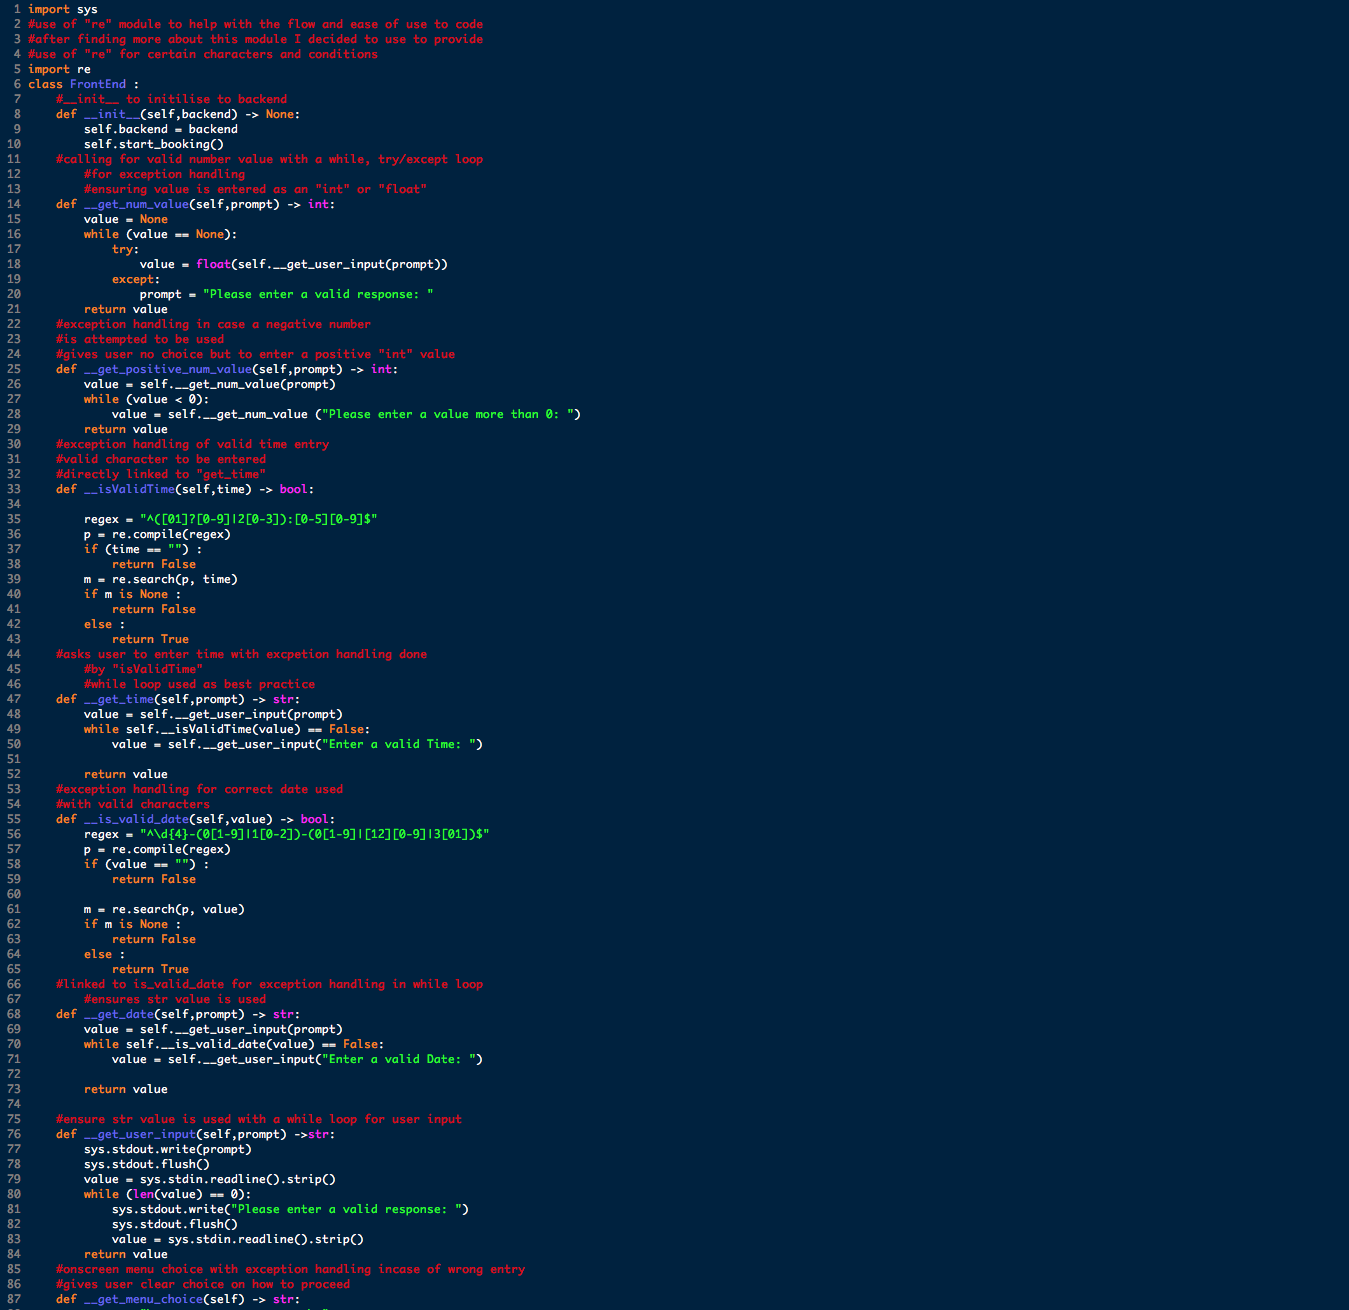 1 import sys
2 #use of "re" module to help with the flow and ease of use to code
3 #after finding more about this module I decided to use to provide
4 #use of "re" for certain characters and conditions
5 import re
6 class FrontEnd :
7     #__init__ to initilise to backend
8     def __init__(self,backend) -> None:
9         self.backend = backend
10         self.start_booking()
11     #calling for valid number value with a while, try/except loop
12         #for exception handling
13         #ensuring value is entered as an "int" or "float"
14     def __get_num_value(self,prompt) -> int:
15         value = None
16         while (value == None):
17             try:
18                 value = float(self.__get_user_input(prompt))
19             except:
20                 prompt = "Please enter a valid response: "
21         return value
22     #exception handling in case a negative number
23     #is attempted to be used
24     #gives user no choice but to enter a positive "int" value
25     def __get_positive_num_value(self,prompt) -> int:
26         value = self.__get_num_value(prompt)
27         while (value < 0):
28             value = self.__get_num_value ("Please enter a value more than 0: ")
29         return value
30     #exception handling of valid time entry
31     #valid character to be entered
32     #directly linked to "get_time"
33     def __isValidTime(self,time) -> bool:
34
35         regex = "^([01]?[0-9]|2[0-3]):[0-5][0-9]$"
36         p = re.compile(regex)
37         if (time == "") :
38             return False
39         m = re.search(p, time)
40         if m is None :
41             return False
42         else :
43             return True
44     #asks user to enter time with excpetion handling done
45         #by "isValidTime"
46         #while loop used as best practice
47     def __get_time(self,prompt) -> str:
48         value = self.__get_user_input(prompt)
49         while self.__isValidTime(value) == False:
50             value = self.__get_user_input("Enter a valid Time: ")
51
52         return value
53     #exception handling for correct date used
54     #with valid characters
55     def __is_valid_date(self,value) -> bool:
56         regex = "^\d{4}-(0[1-9]|1[0-2])-(0[1-9]|[12][0-9]|3[01])$"
57         p = re.compile(regex)
58         if (value == "") :
59             return False
60
61         m = re.search(p, value)
62         if m is None :
63             return False
64         else :
65             return True
66     #linked to is_valid_date for exception handling in while loop
67         #ensures str value is used
68     def __get_date(self,prompt) -> str:
69         value = self.__get_user_input(prompt)
70         while self.__is_valid_date(value) == False:
71             value = self.__get_user_input("Enter a valid Date: ")
72
73         return value
74
75     #ensure str value is used with a while loop for user input
76     def __get_user_input(self,prompt) ->str:
77         sys.stdout.write(prompt)
78         sys.stdout.flush()
79         value = sys.stdin.readline().strip()
80         while (len(value) == 0):
81             sys.stdout.write("Please enter a valid response: ")
82             sys.stdout.flush()
83             value = sys.stdin.readline().strip()
84         return value
85     #onscreen menu choice with exception handling incase of wrong entry
86     #gives user clear choice on how to proceed
87     def __get_menu_choice(self) -> str: